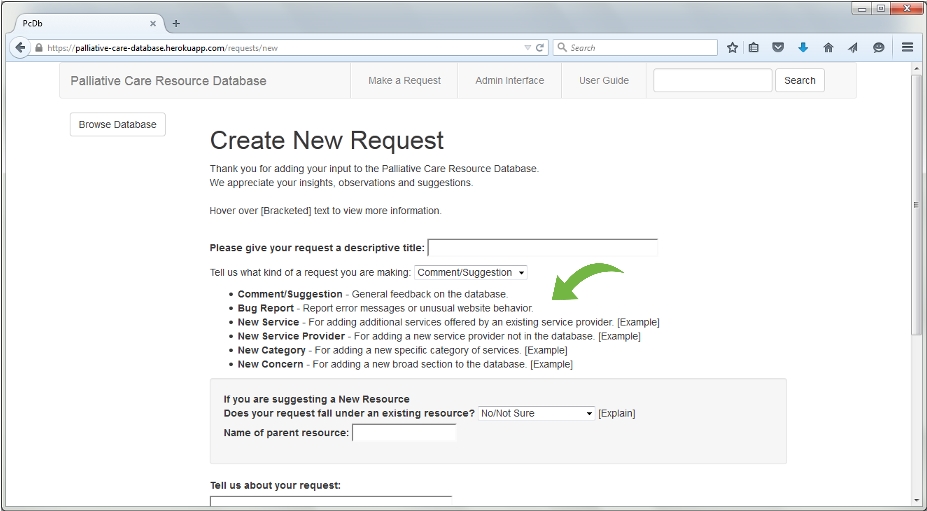 PcDb
https://palliative-care-database.herokuapp.com/requests/new
Search
Palliative Care Resource Database
Make a Request
Admin Interface
User Guide
Search
Browse Database
Create New Request
Thank you for adding your input to the Palliative Care Resource Database.
We appreciate your insights, observations and suggestions.
Hover over [Bracketed] text to view more information.
Please give your request a descriptive title:
Tell us what kind of a request you are making: Comment/Suggestion
• Comment/Suggestion - General feedback on the database.
• Bug Report - Report error messages or unusual website behavior.
• New Service - For adding additional services offered by an existing service provider. [Example]
• New Service Provider - For adding a new service provider not in the database. [Example]
• New Category - For adding a new specific category of services. [Example]
• New Concern - For adding a new broad section to the database. [Example]
If you are suggesting a New Resource
Does your request fall under an existing resource? No/Not Sure [Explain]
Name of parent resource:
Tell us about your request: